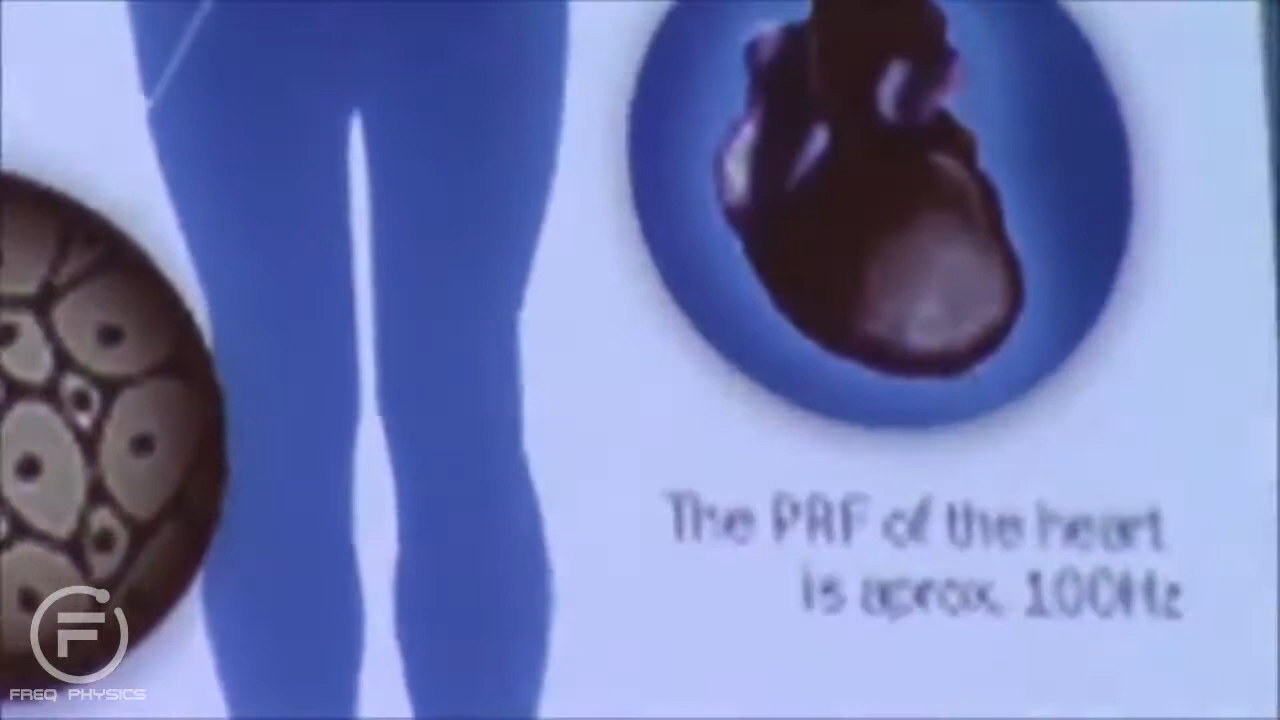 The PRF of the heart
is aprox. 100Hz
FREQ PHYSICS